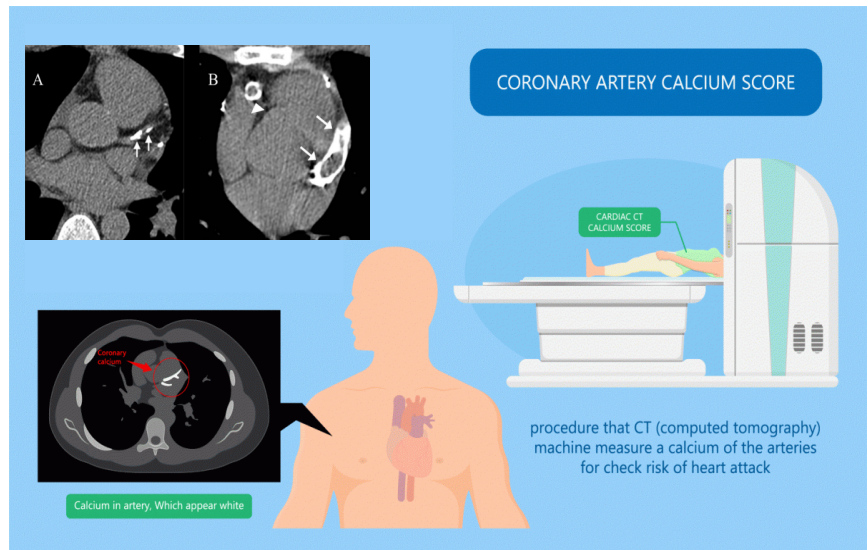 A
B
CORONARY ARTERY CALCIUM SCORE
CARDIAC CT
CALCIUM SCORE
Coronary
calcium
Calcium in artery, Which appear white
procedure that CT (computed tomography)
machine measure a calcium of the arteries
for check risk of heart attack